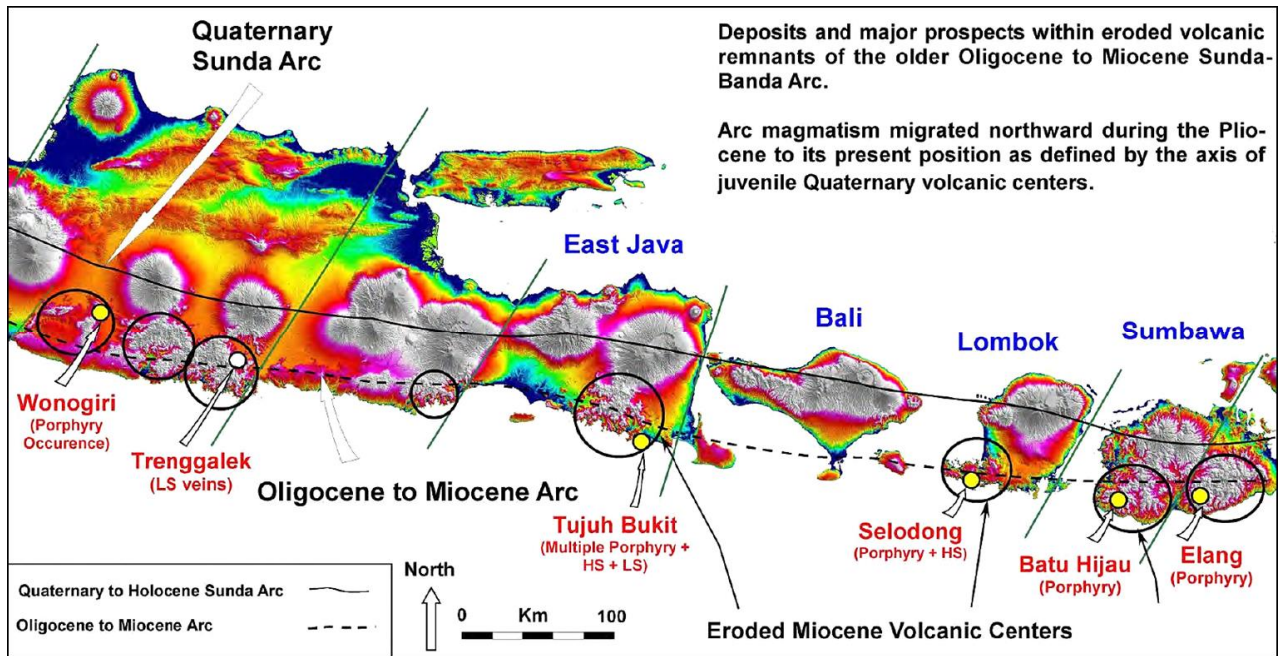 Quaternary
Sunda Arc
Deposits and major prospects within eroded volcanic
remnants of the older Oligocene to Miocene Sunda-
Banda Arc.
Arc magmatism migrated northward during the Plio-
cene to its present position as defined by the axis of
juvenile Quaternary volcanic centers.
East Java
Bali
Lombok
Sumbawa
Wonogiri
(Porphyry
Occurence)
Trenggalek
(LS veins)
Oligocene to Miocene Arc
Tujuh Bukit
(Multiple Porphyry +
HS + LS)
Selodong
(Porphyry + HS)
Batu Hijau
(Porphyry)
Elang
(Porphyry)
Quaternary to Holocene Sunda Arc
Oligocene to Miocene Arc
North
0 Km 100
Eroded Miocene Volcanic Centers